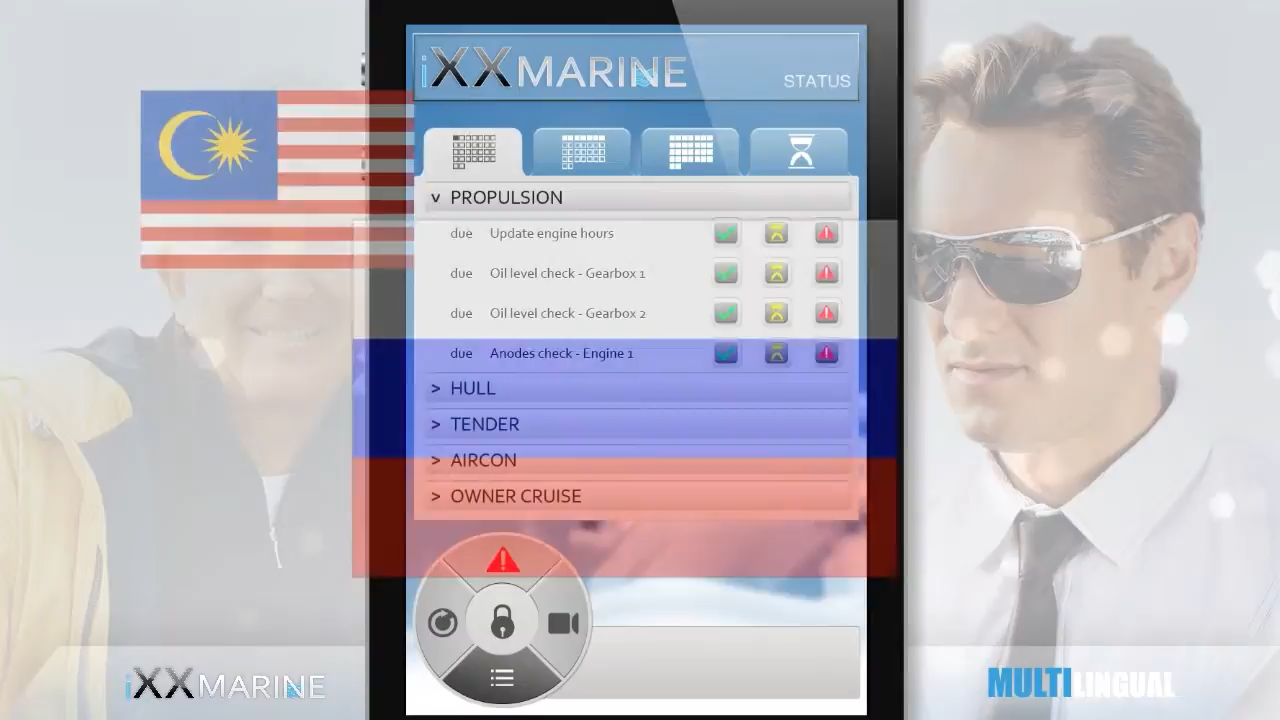 iXXMARINE
STATUS
v PROPULSION
due Update engine hours
due Oil level check - Gearbox 1
due Oil level check - Gearbox 2
due Anodes check - Engine 1
> HULL
> TENDER
> AIRCON
> OWNER CRUISE
iXXMARINE
MULTILINGUAL